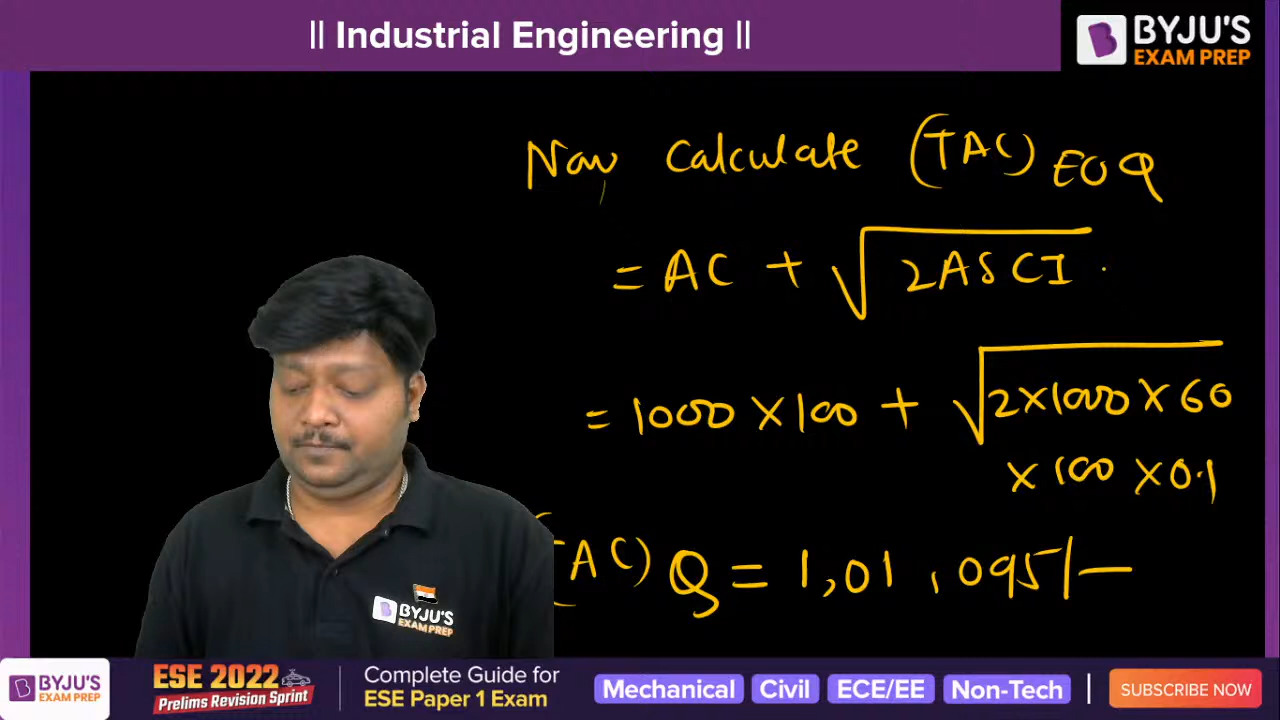 || Industrial Engineering ||
BYJU'S
EXAM PREP
Now Calculate (TAC) EOQ
= AC + √2ASCI
= 1000 × 100 + √2×1000×60
× 100 × 0.1
TAC) Q = 1,01,095/-
BYJU'S
EXAM PREP
BYJU'S
EXAM PREP
ESE 2022
Prelims Revision Sprint
Complete Guide for
ESE Paper 1 Exam
Mechanical Civil ECE/EE Non-Tech
SUBSCRIBE NOW